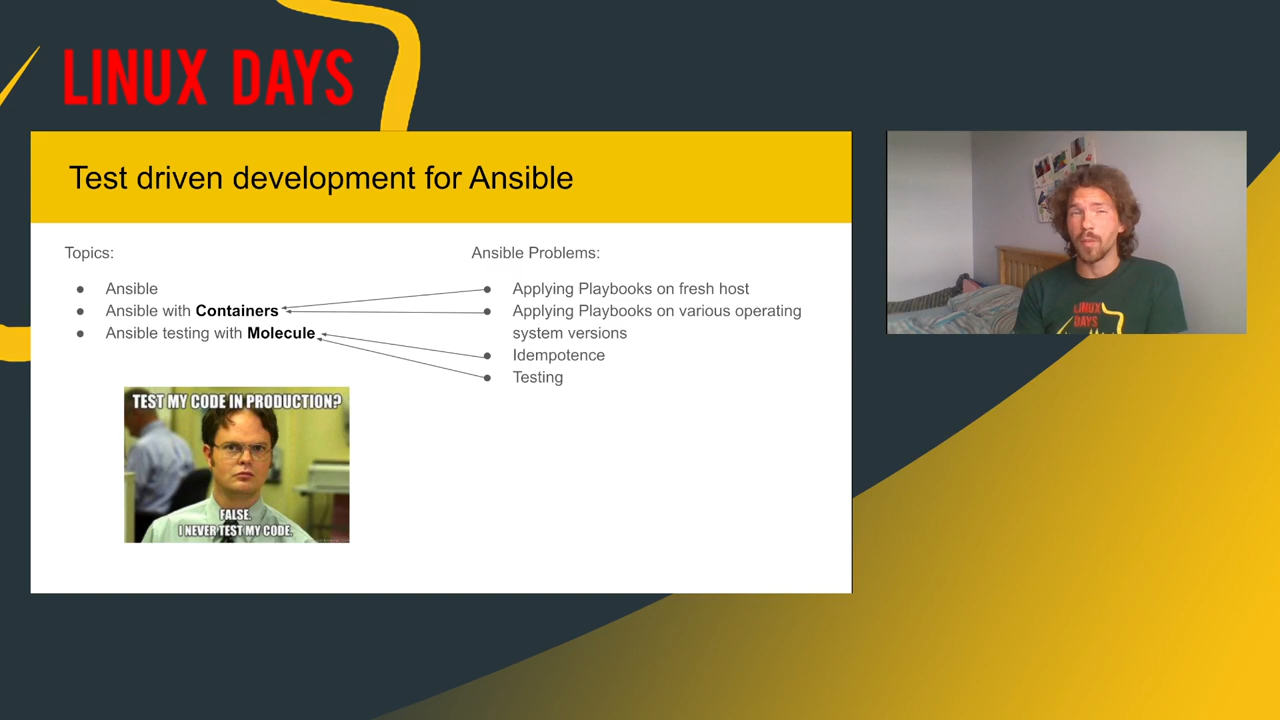 LINUX DAYS
Test driven development for Ansible
Topics:
● Ansible
● Ansible with Containers
● Ansible testing with Molecule
Ansible Problems:
● Applying Playbooks on fresh host
● Applying Playbooks on various operating
system versions
● Idempotence
● Testing
TEST MY CODE IN PRODUCTION?
FALSE.
I NEVER TEST MY CODE.
LINUX
DAYS